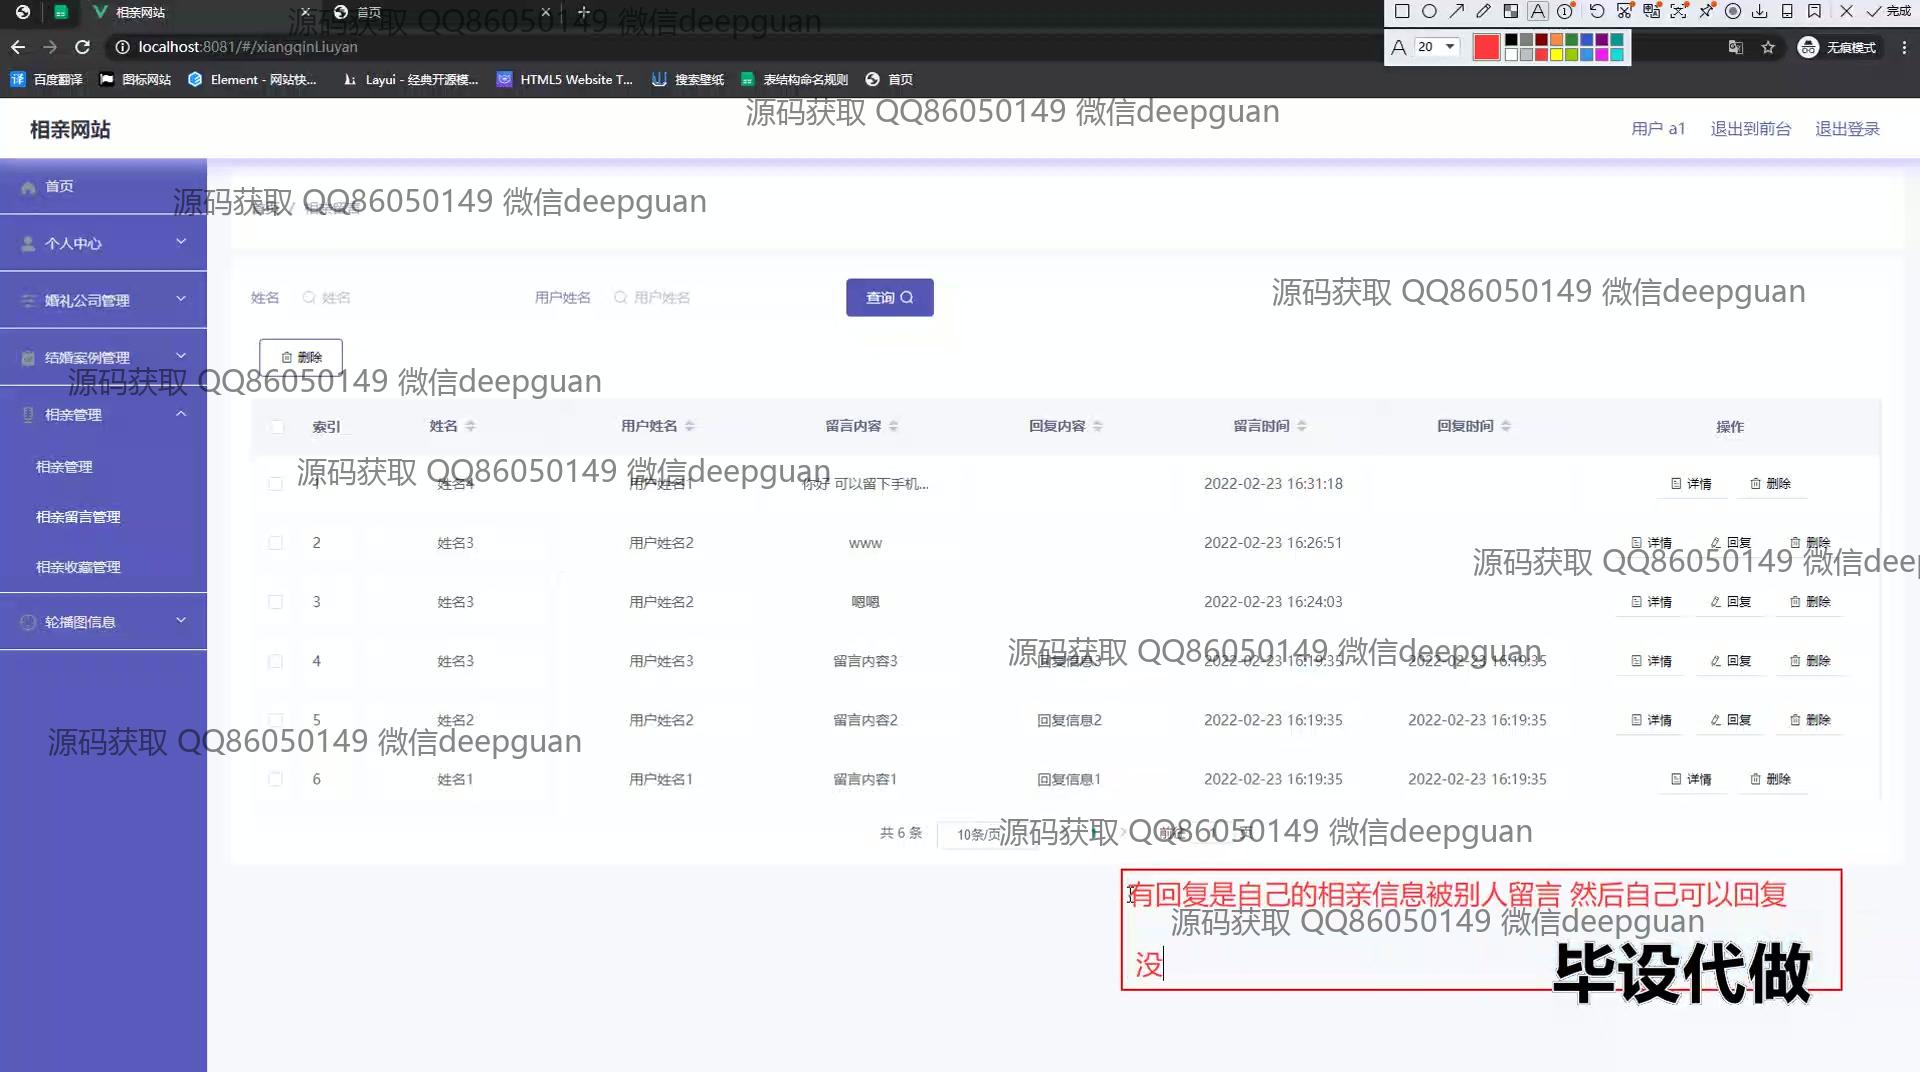 相亲网站
首页
源码获取 QQ86050149 微信deepguan
完成
20
localhost:8081/#/xiangqinLiuyan
无痕模式
百度翻译
图标网站
Element - 网站快...
Layui - 经典开源模...
HTML5 Website T...
搜索壁纸
表结构命名规则
首页
源码获取 QQ86050149 微信deepguan
相亲网站
用户 a1
退出到前台
退出登录
首页
源码获取 QQ86050149 微信deepguan
个人中心
婚礼公司管理
姓名
姓名
用户姓名
用户姓名
查询
源码获取 QQ86050149 微信deepguan
结婚案例管理
删除
源码获取 QQ86050149 微信deepguan
相亲管理
相亲管理
相亲留言管理
相亲收藏管理
轮播图信息
索引 姓名 用户姓名 留言内容 回复内容 留言时间 回复时间 操作
源码获取 QQ86050149 微信deepguan
1 姓名4 用户姓名1 你好 可以留下手机... 2022-02-23 16:31:18 详情 删除
2 姓名3 用户姓名2 www 2022-02-23 16:26:51 详情 回复 删除
源码获取 QQ86050149 微信deep
3 姓名3 用户姓名2 嗯嗯 2022-02-23 16:24:03 详情 回复 删除
源码获取 QQ86050149 微信deepguan
4 姓名3 用户姓名3 留言内容3 回复信息3 2022-02-23 16:19:35 2022-02-23 16:19:35 详情 回复 删除
5 姓名2 用户姓名2 留言内容2 回复信息2 2022-02-23 16:19:35 2022-02-23 16:19:35 详情 回复 删除
源码获取 QQ86050149 微信deepguan
6 姓名1 用户姓名1 留言内容1 回复信息1 2022-02-23 16:19:35 2022-02-23 16:19:35 详情 删除
共 6 条 10条/页 1 前往 1 页
源码获取 QQ86050149 微信deepguan
有回复是自己的相亲信息被别人留言 然后自己可以回复
源码获取 QQ86050149 微信deepguan
没
毕设代做